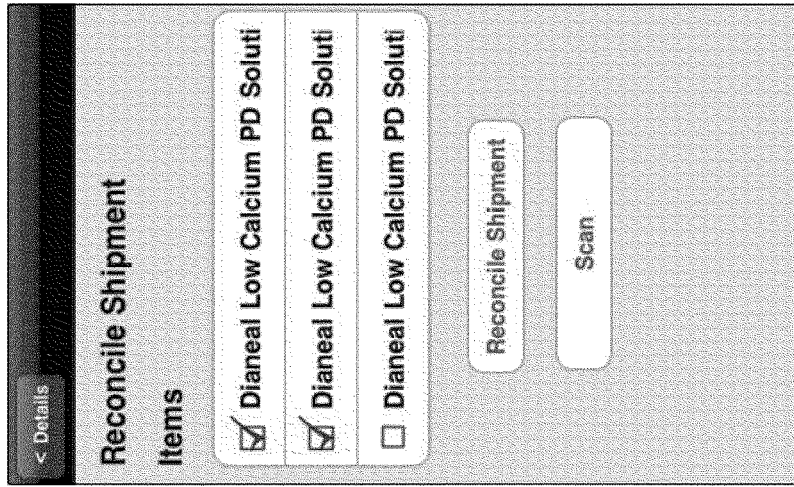 < Details
Reconcile Shipment
Items
Dianeal Low Calcium PD Soluti
Dianeal Low Calcium PD Soluti
Dianeal Low Calcium PD Soluti
Reconcile Shipment
Scan